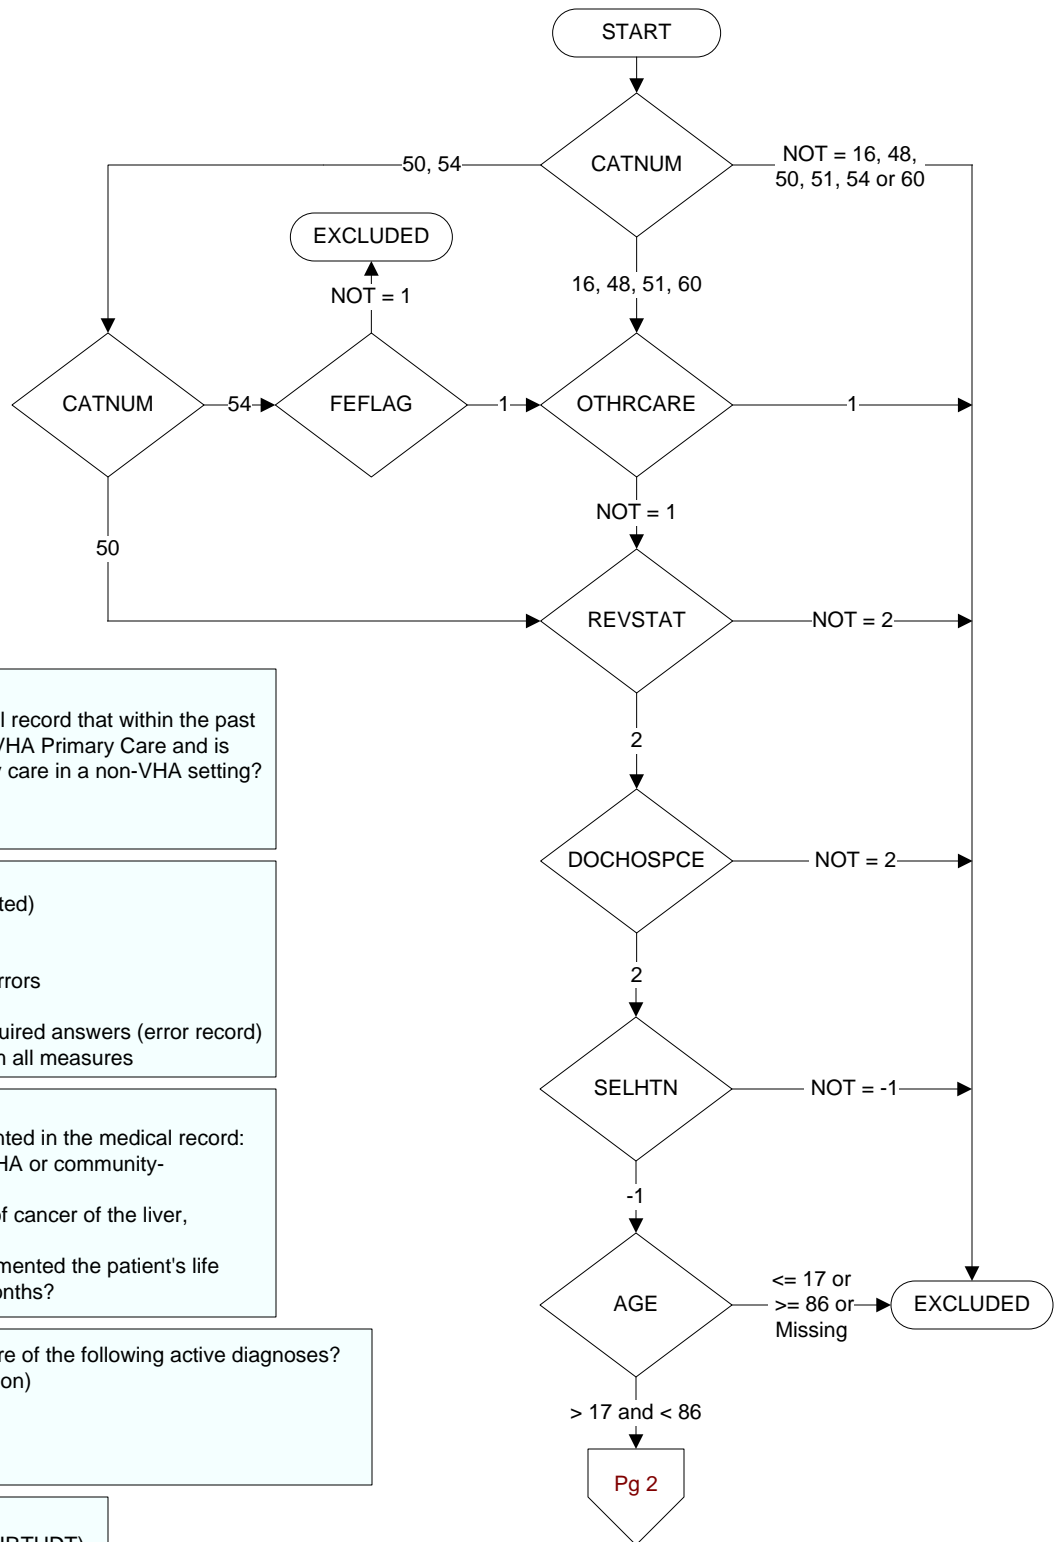 START
CATNUM
50, 54
NOT = 16, 48,
50, 51, 54 or 60
EXCLUDED
NOT = 1
16, 48, 51, 60
CATNUM
54
FEFLAG
1
OTHRCARE
1
NOT = 1
50
REVSTAT
NOT = 2
2
l record that within the past
VHA Primary Care and is
care in a non-VHA setting?
DOCHOSPCE
NOT = 2
2
ted)
rrors
uired answers (error record)
all measures
SELHTN
NOT = -1
-1
nted in the medical record:
HA or community-
of cancer of the liver,
mented the patient's life
onths?
AGE
<= 17 or
>= 86 or
Missing
EXCLUDED
> 17 and < 86
re of the following active diagnoses?
on)
Pg 2